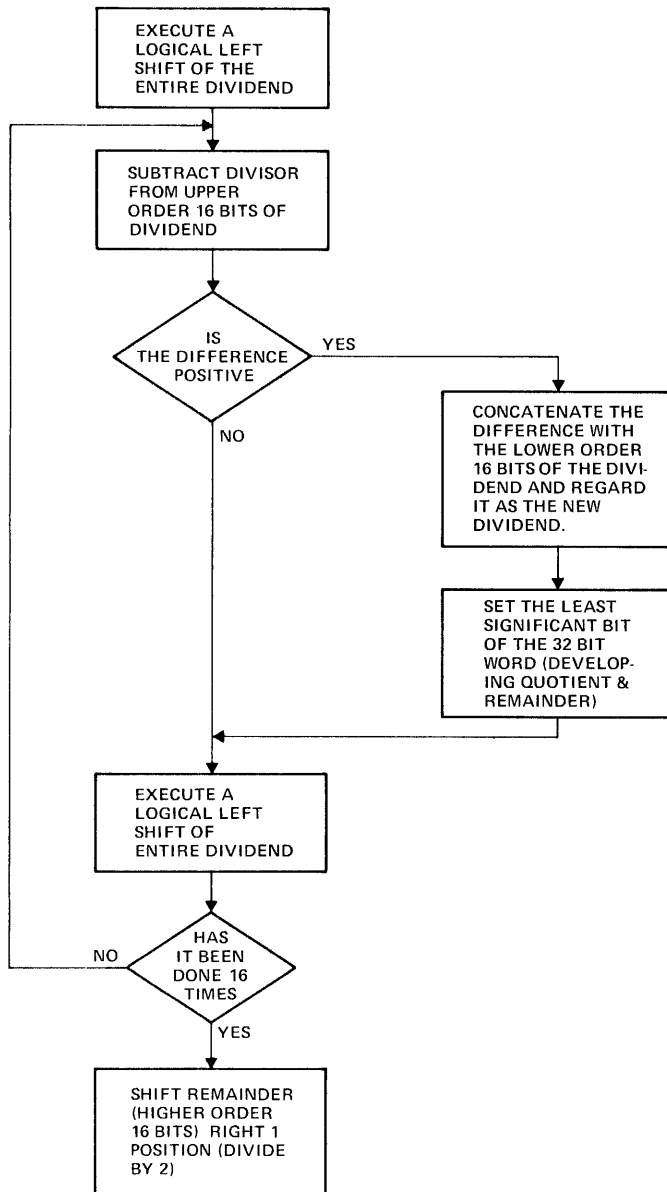 EXECUTE A
LOGICAL LEFT
SHIFT OF THE
ENTIRE DIVIDEND
SUBTRACT DIVISOR
FROM UPPER
ORDER 16 BITS OF
DIVIDEND
IS
THE DIFFERENCE
POSITIVE
YES
NO
CONCATENATE THE
DIFFERENCE WITH
THE LOWER ORDER
16 BITS OF THE DIVI-
DEND AND REGARD
IT AS THE NEW
DIVIDEND.
SET THE LEAST
SIGNIFICANT BIT
OF THE 32 BIT
WORD (DEVELOP-
ING QUOTIENT &
REMAINDER)
EXECUTE A
LOGICAL LEFT
SHIFT OF
ENTIRE DIVIDEND
HAS
IT BEEN
DONE 16
TIMES
NO
YES
SHIFT REMAINDER
(HIGHER ORDER
16 BITS) RIGHT 1
POSITION (DIVIDE
BY 2)